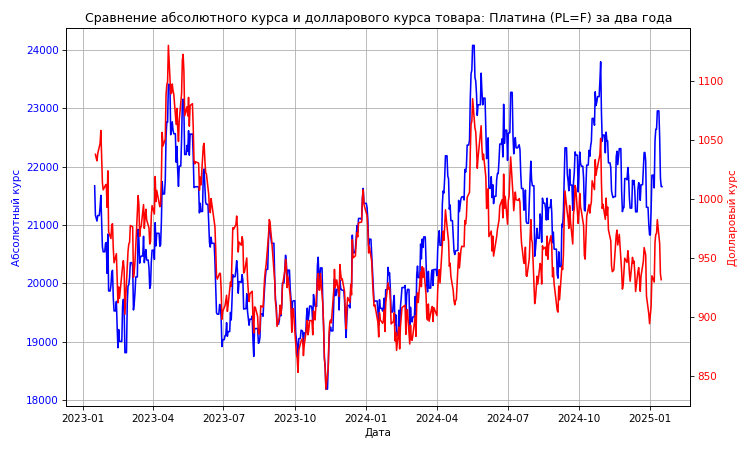 Сравнение абсолютного курса и долларового курса товара: Платина (PL=F) за два года
Абсолютный курс
24000
23000
22000
21000
20000
19000
18000
1100
1050
1000
950
900
850
Долларовый курс
2023-01 2023-04 2023-07 2023-10 2024-01 2024-04 2024-07 2024-10 2025-01
Дата